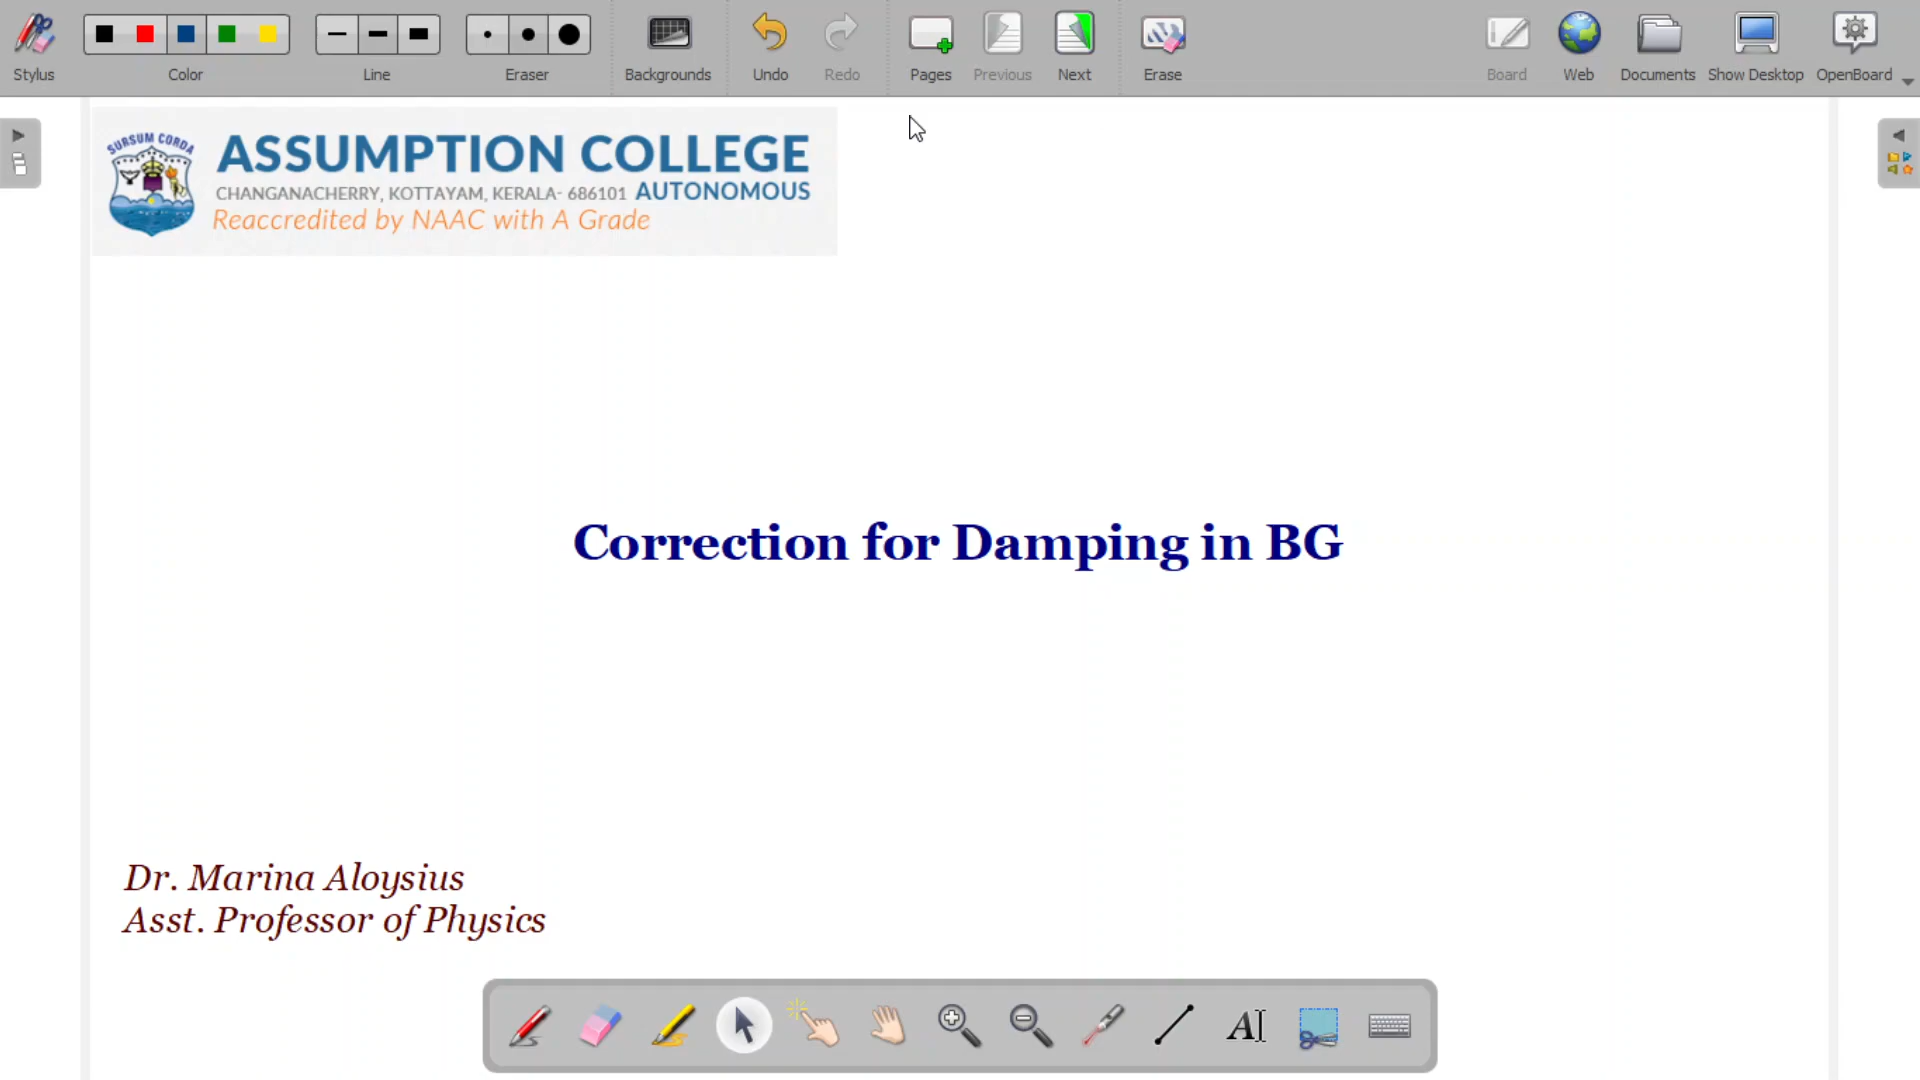 Stylus
Color
Line
Eraser
Backgrounds
Undo
Redo
Pages
Previous
Next
Erase
Board
Web
Documents
Show Desktop
OpenBoard
SURSUM CORDA
ASSUMPTION COLLEGE
CHANGANACHERRY, KOTTAYAM, KERALA- 686101 AUTONOMOUS
Reaccredited by NAAC with A Grade
Correction for Damping in BG
Dr. Marina Aloysius
Asst. Professor of Physics
A